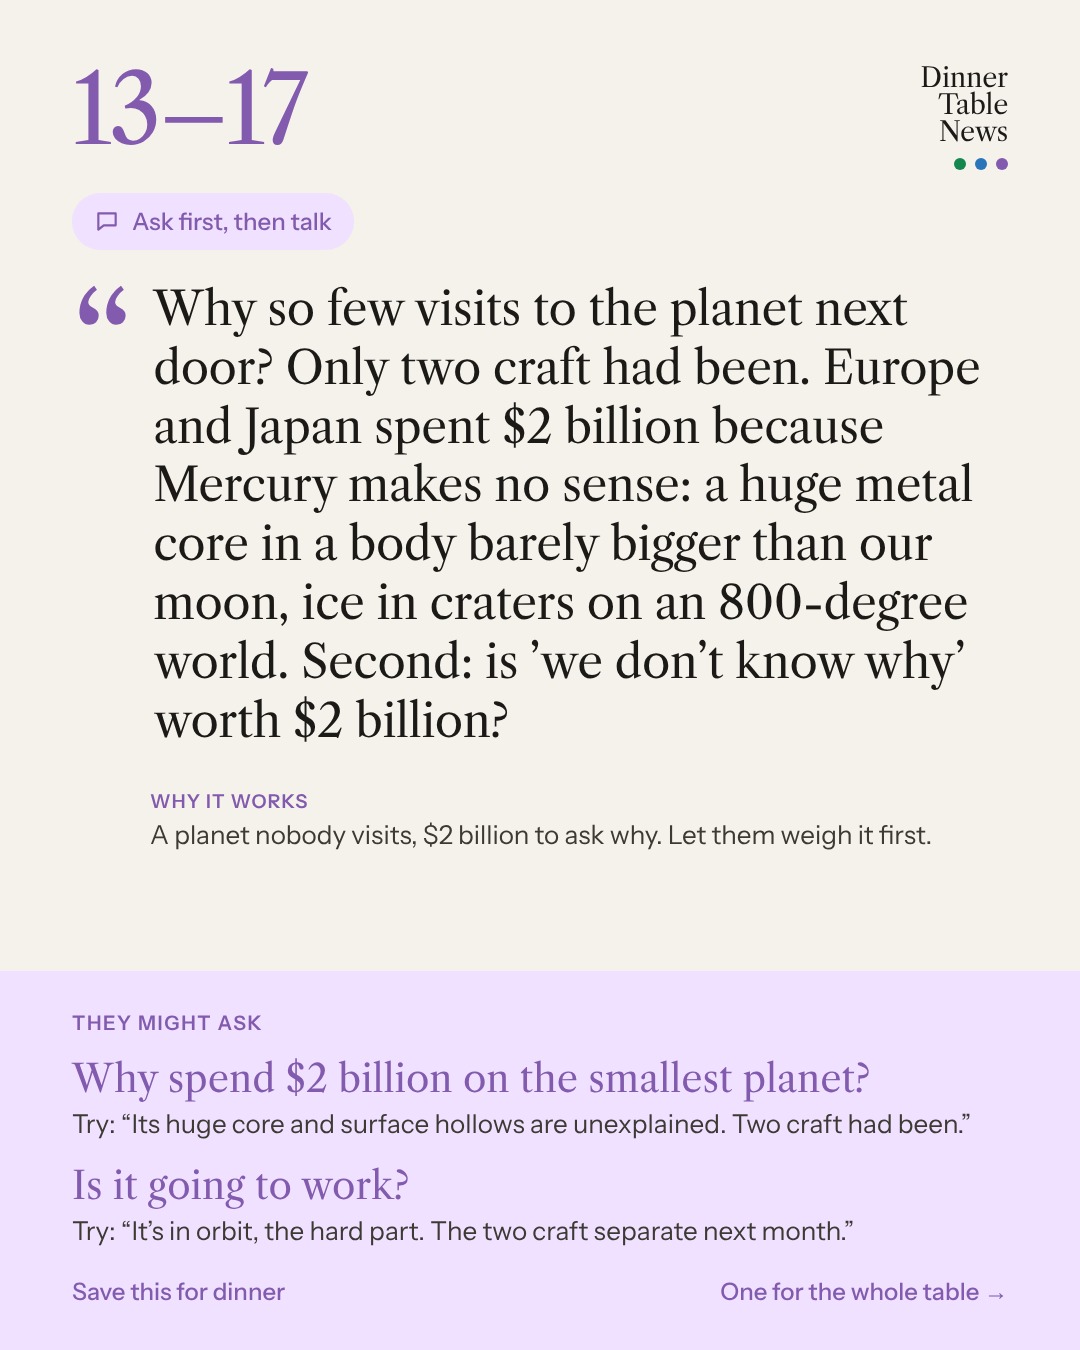 13–17
Dinner
Table
News
Ask first, then talk
“ Why so few visits to the planet next
door? Only two craft had been. Europe
and Japan spent $2 billion because
Mercury makes no sense: a huge metal
core in a body barely bigger than our
moon, ice in craters on an 800-degree
world. Second: is ’we don’t know why’
worth $2 billion?
WHY IT WORKS
A planet nobody visits, $2 billion to ask why. Let them weigh it first.
THEY MIGHT ASK
Why spend $2 billion on the smallest planet?
Try: “Its huge core and surface hollows are unexplained. Two craft had been.”
Is it going to work?
Try: “It’s in orbit, the hard part. The two craft separate next month.”
Save this for dinner
One for the whole table →